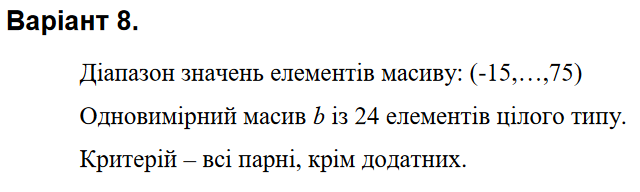 Варіант 8.
Діапазон значень елементів масиву: (-15,…,75)
Одновимірний масив b із 24 елементів цілого типу.
Критерій – всі парні, крім додатних.